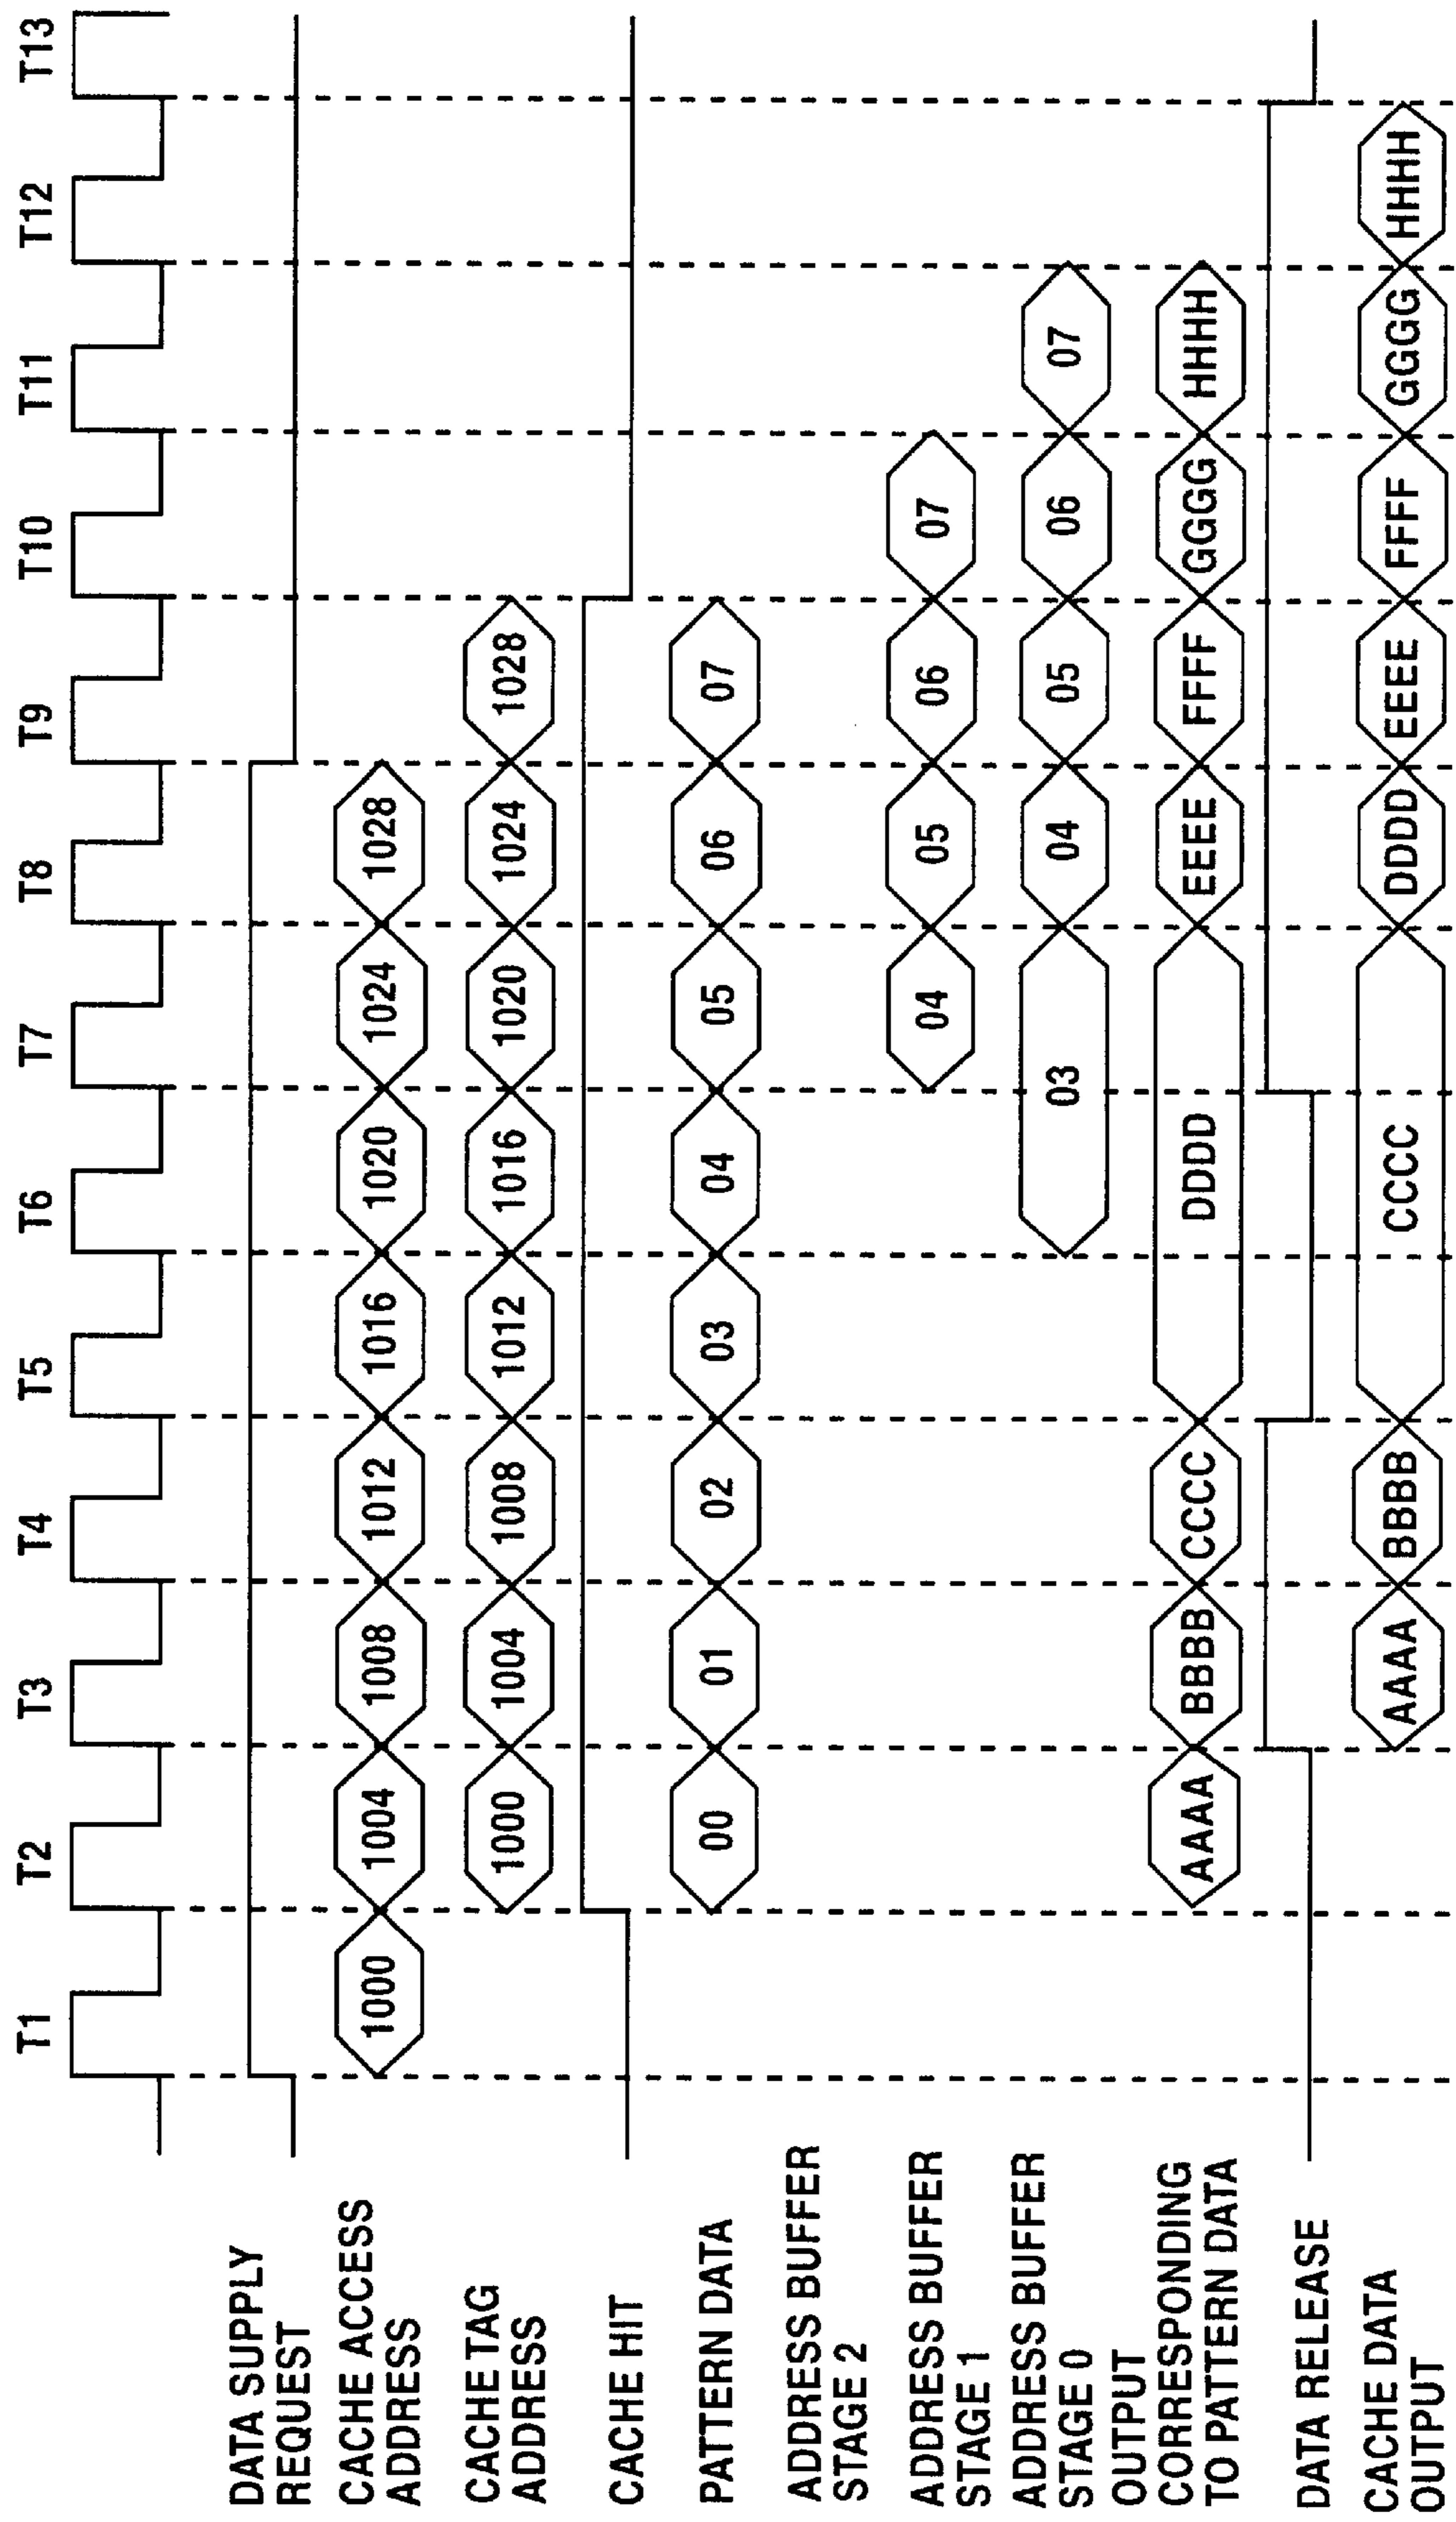 T1 T2 T3 T4 T5 T6 T7 T8 T9 T10 T11 T12 T13
DATA SUPPLY
REQUEST
CACHE ACCESS
ADDRESS
1000 1004 1008 1012 1016 1020 1024 1028
CACHE TAG
ADDRESS
1000 1004 1008 1012 1016 1020 1024 1028
CACHE HIT
PATTERN DATA
00 01 02 03 04 05 06 07
ADDRESS BUFFER
STAGE 2
ADDRESS BUFFER
STAGE 1
04 05 06 07
ADDRESS BUFFER
STAGE 0
03 04 05 06 07
OUTPUT
CORRESPONDING
TO PATTERN DATA
AAAA BBBB CCCC DDDD EEEE FFFF GGGG HHHH
DATA RELEASE
CACHE DATA
OUTPUT
AAAA BBBB CCCC DDDD EEEE FFFF GGGG HHHH